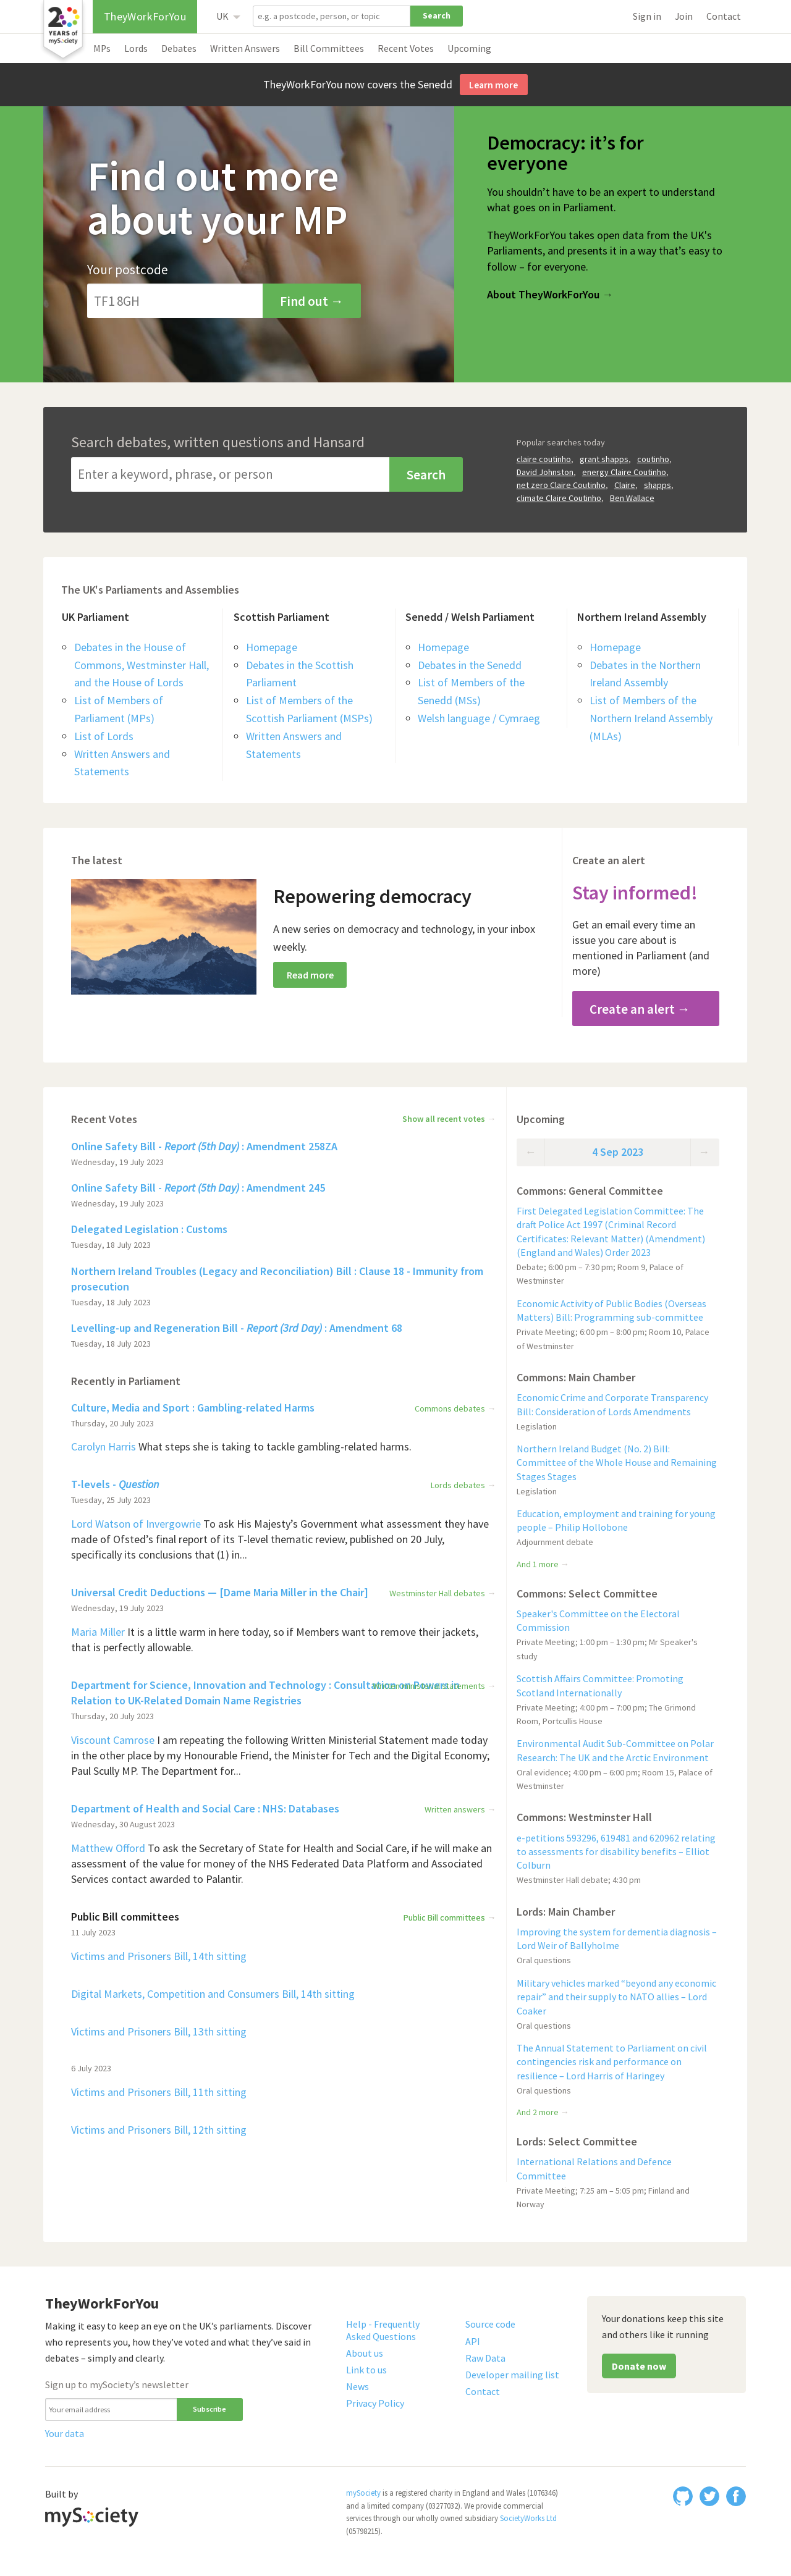 20
YEARS of
mySociety
TheyWorkForYou
UK
e.g. a postcode, person, or topic
Search
Sign in
Join
Contact
MPs
Lords
Debates
Written Answers
Bill Committees
Recent Votes
Upcoming
TheyWorkForYou now covers the Senedd
Learn more
Find out more
about your MP
Your postcode
TF1 8GH
Find out →
Democracy: it’s for
everyone
You shouldn’t have to be an expert to understand
what goes on in Parliament.
TheyWorkForYou takes open data from the UK’s
Parliaments, and presents it in a way that’s easy to
follow – for everyone.
About TheyWorkForYou →
Search debates, written questions and Hansard
Enter a keyword, phrase, or person
Search
Popular searches today
claire coutinho, grant shapps, coutinho,
David Johnston, energy Claire Coutinho,
net zero Claire Coutinho, Claire, shapps,
climate Claire Coutinho, Ben Wallace
The UK's Parliaments and Assemblies
UK Parliament
Debates in the House of
Commons, Westminster Hall,
and the House of Lords
List of Members of
Parliament (MPs)
List of Lords
Written Answers and
Statements
Scottish Parliament
Homepage
Debates in the Scottish
Parliament
List of Members of the
Scottish Parliament (MSPs)
Written Answers and
Statements
Senedd / Welsh Parliament
Homepage
Debates in the Senedd
List of Members of the
Senedd (MSs)
Welsh language / Cymraeg
Northern Ireland Assembly
Homepage
Debates in the Northern
Ireland Assembly
List of Members of the
Northern Ireland Assembly
(MLAs)
The latest
Repowering democracy
A new series on democracy and technology, in your inbox
weekly.
Read more
Create an alert
Stay informed!
Get an email every time an
issue you care about is
mentioned in Parliament (and
more)
Create an alert →
Recent Votes
Show all recent votes →
Online Safety Bill - Report (5th Day) : Amendment 258ZA
Wednesday, 19 July 2023
Online Safety Bill - Report (5th Day) : Amendment 245
Wednesday, 19 July 2023
Delegated Legislation : Customs
Tuesday, 18 July 2023
Northern Ireland Troubles (Legacy and Reconciliation) Bill : Clause 18 - Immunity from
prosecution
Tuesday, 18 July 2023
Levelling-up and Regeneration Bill - Report (3rd Day) : Amendment 68
Tuesday, 18 July 2023
Recently in Parliament
Culture, Media and Sport : Gambling-related Harms
Commons debates →
Thursday, 20 July 2023
Carolyn Harris What steps she is taking to tackle gambling-related harms.
T-levels - Question
Lords debates →
Tuesday, 25 July 2023
Lord Watson of Invergowrie To ask His Majesty’s Government what assessment they have
made of Ofsted’s final report of its T-level thematic review, published on 20 July,
specifically its conclusions that (1) in...
Universal Credit Deductions — [Dame Maria Miller in the Chair]
Westminster Hall debates →
Wednesday, 19 July 2023
Maria Miller It is a little warm in here today, so if Members want to remove their jackets,
that is perfectly allowable.
Department for Science, Innovation and Technology : Consultation on Powers in
Relation to UK-Related Domain Name Registries
Thursday, 20 July 2023
Viscount Camrose I am repeating the following Written Ministerial Statement made today
in the other place by my Honourable Friend, the Minister for Tech and the Digital Economy;
Paul Scully MP. The Department for...
Department of Health and Social Care : NHS: Databases
Written answers →
Wednesday, 30 August 2023
Matthew Offord To ask the Secretary of State for Health and Social Care, if he will make an
assessment of the value for money of the NHS Federated Data Platform and Associated
Services contact awarded to Palantir.
Public Bill committees
Public Bill committees →
11 July 2023
Victims and Prisoners Bill, 14th sitting
Digital Markets, Competition and Consumers Bill, 14th sitting
Victims and Prisoners Bill, 13th sitting
6 July 2023
Victims and Prisoners Bill, 11th sitting
Victims and Prisoners Bill, 12th sitting
Upcoming
← 4 Sep 2023 →
Commons: General Committee
First Delegated Legislation Committee: The
draft Police Act 1997 (Criminal Record
Certificates: Relevant Matter) (Amendment)
(England and Wales) Order 2023
Debate; 6:00 pm – 7:30 pm; Room 9, Palace of
Westminster
Economic Activity of Public Bodies (Overseas
Matters) Bill: Programming sub-committee
Private Meeting; 6:00 pm – 8:00 pm; Room 10, Palace
of Westminster
Commons: Main Chamber
Economic Crime and Corporate Transparency
Bill: Consideration of Lords Amendments
Legislation
Northern Ireland Budget (No. 2) Bill:
Committee of the Whole House and Remaining
Stages Stages
Legislation
Education, employment and training for young
people – Philip Hollobone
Adjournment debate
And 1 more →
Commons: Select Committee
Speaker's Committee on the Electoral
Commission
Private Meeting; 1:00 pm – 1:30 pm; Mr Speaker's
study
Scottish Affairs Committee: Promoting
Scotland Internationally
Private Meeting; 4:00 pm – 7:00 pm; The Grimond
Room, Portcullis House
Environmental Audit Sub-Committee on Polar
Research: The UK and the Arctic Environment
Oral evidence; 4:00 pm – 6:00 pm; Room 15, Palace of
Westminster
Commons: Westminster Hall
e-petitions 593296, 619481 and 620962 relating
to assessments for disability benefits – Elliot
Colburn
Westminster Hall debate; 4:30 pm
Lords: Main Chamber
Improving the system for dementia diagnosis –
Lord Weir of Ballyholme
Oral questions
Military vehicles marked “beyond any economic
repair” and their supply to NATO allies – Lord
Coaker
Oral questions
The Annual Statement to Parliament on civil
contingencies risk and performance on
resilience – Lord Harris of Haringey
Oral questions
And 2 more →
Lords: Select Committee
International Relations and Defence
Committee
Private Meeting; 7:25 am – 5:05 pm; Finland and
Norway
TheyWorkForYou
Making it easy to keep an eye on the UK’s parliaments. Discover
who represents you, how they’ve voted and what they’ve said in
debates – simply and clearly.
Sign up to mySociety’s newsletter
Your email address
Subscribe
Your data
Help - Frequently
Asked Questions
About us
Link to us
News
Privacy Policy
Source code
API
Raw Data
Developer mailing list
Contact
Your donations keep this site
and others like it running
Donate now
Built by
mySociety
mySociety is a registered charity in England and Wales (1076346)
and a limited company (03277032). We provide commercial
services through our wholly owned subsidiary SocietyWorks Ltd
(05798215).